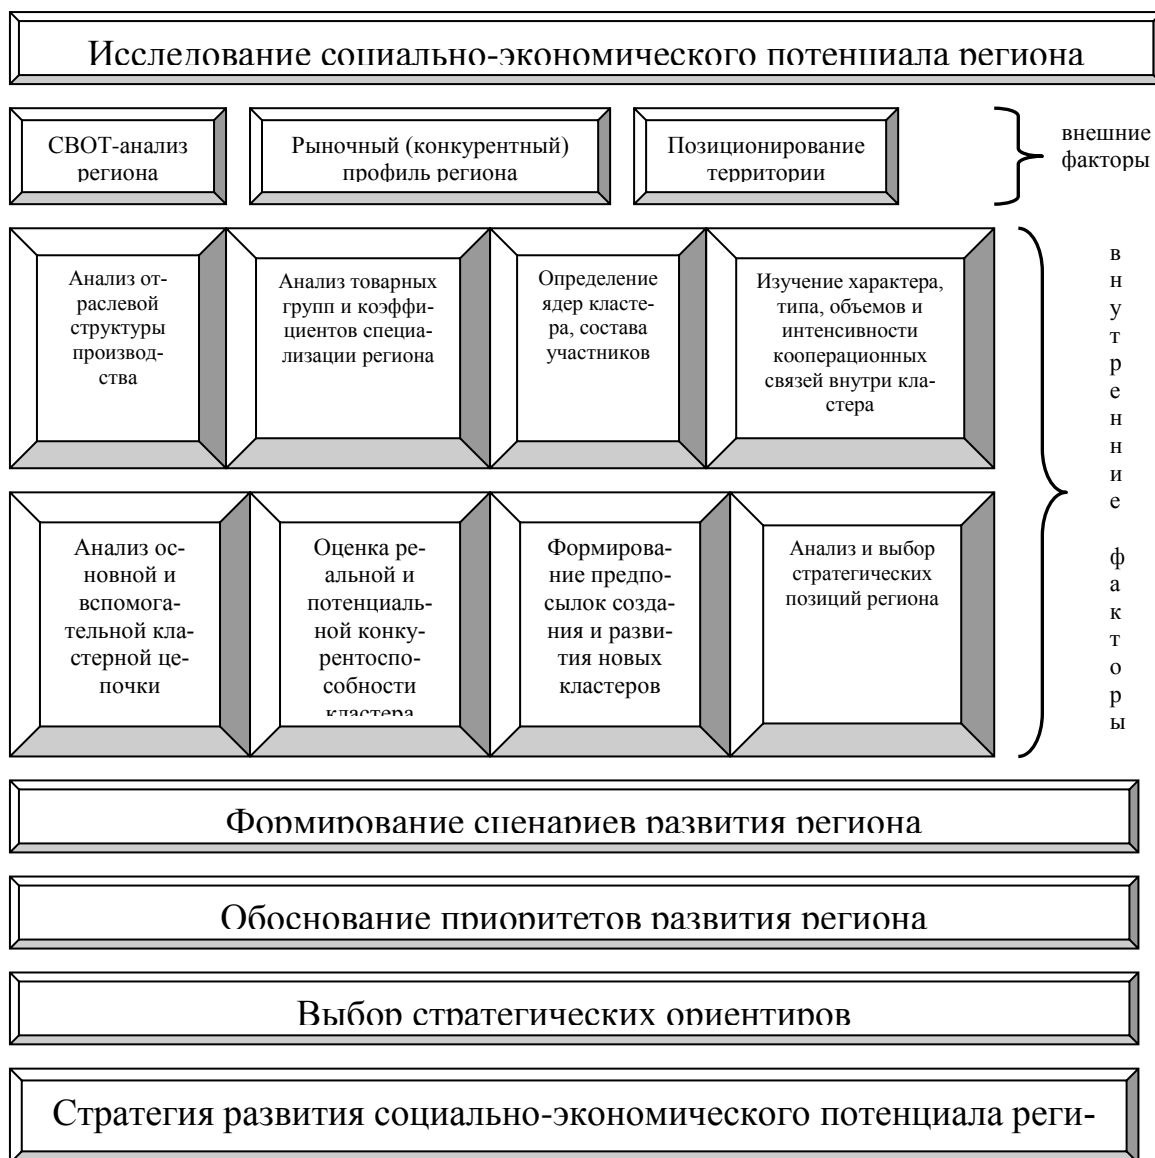 Исследование социально-экономического потенциала региона
СВОТ-анализ
региона
Рыночный (конкурентный)
профиль региона
Позиционирование
территории
внешние
факторы
Анализ от-
раслевой
структуры
производ-
ства
Анализ товарных
групп и коэффи-
циентов специа-
лизации региона
Определение
ядер класте-
ра, состава
участников
Изучение характера,
типа, объемов и
интенсивности
кооперационных
связей внутри кла-
стера
внутренние факторы
Анализ ос-
новной и
вспомога-
тельной кла-
стерной це-
почки
Оценка ре-
альной и
потенциаль-
ной конку-
рентоспо-
собности
кластера
Формирова-
ние предпо-
сылок созда-
ния и разви-
тия новых
кластеров
Анализ и выбор
стратегических
позиций региона
Формирование сценариев развития региона
Обоснование приоритетов развития региона
Выбор стратегических ориентиров
Стратегия развития социально-экономического потенциала реги-